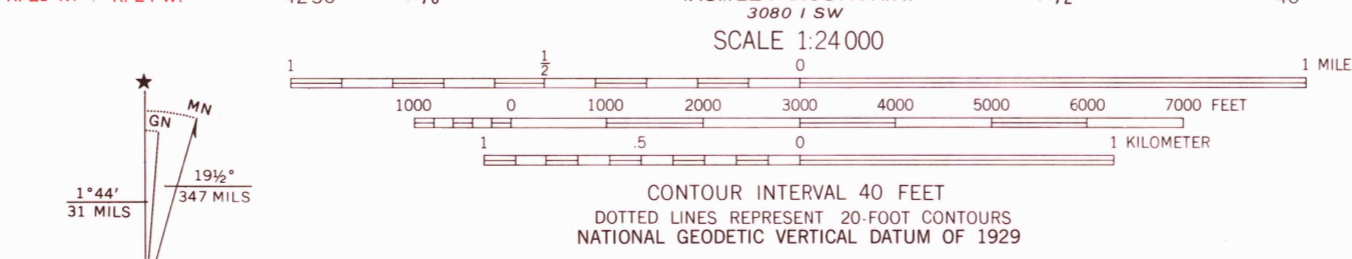 3080 I SW
SCALE 1:24 000
1 1/2 0 1 MILE
1000 0 1000 2000 3000 4000 5000 6000 7000 FEET
1 .5 0 1 KILOMETER
★
MN
GN
1°44′
31 MILS
19½°
347 MILS
CONTOUR INTERVAL 40 FEET
DOTTED LINES REPRESENT 20-FOOT CONTOURS
NATIONAL GEODETIC VERTICAL DATUM OF 1929